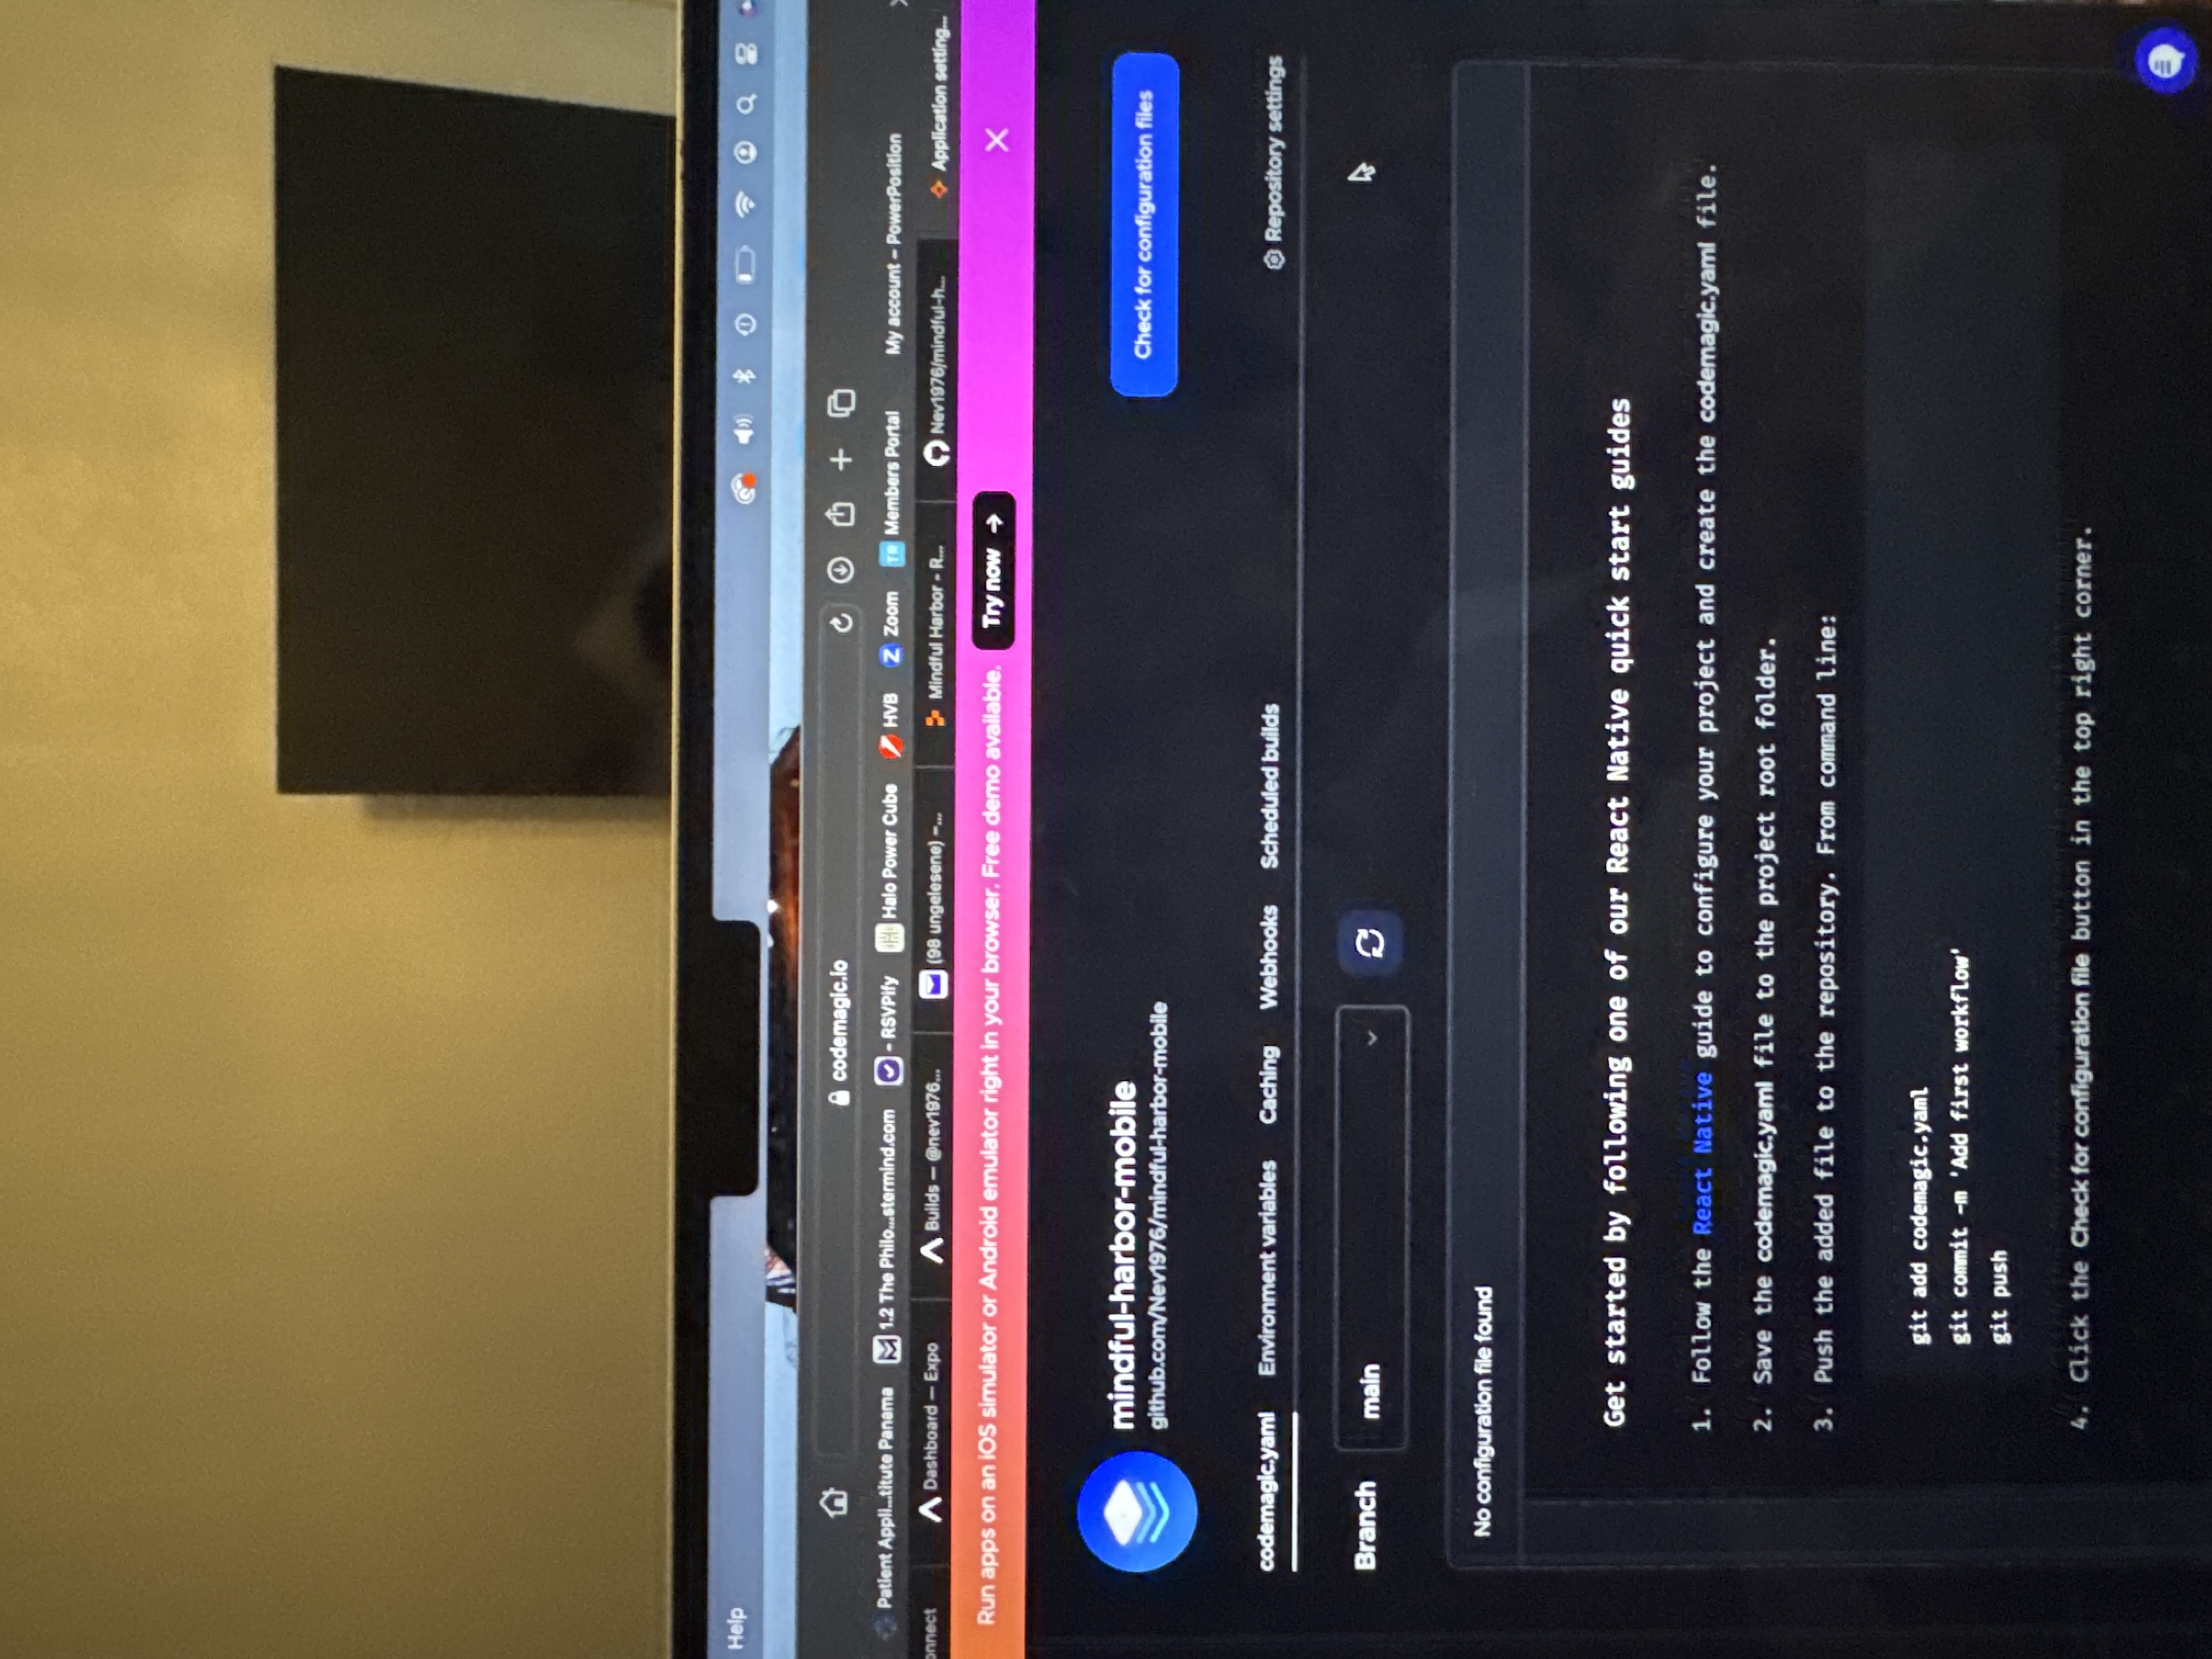 Help
codemagic.io
Patient Appli...titute Panama
1.2 The Philo...stermind.com
- RSVPify
Halo Power Cube
HVB
Z Zoom
TR Members Portal
My account – PowerPosition
onnect
Dashboard — Expo
Builds — @nev1976...
(98 ungelesene) –...
Mindful Harbor - R...
Nev1976/mindful-h...
Application setting...
Run apps on an iOS simulator or Android emulator right in your browser. Free demo available.
Try now →
mindful-harbor-mobile
github.com/Nev1976/mindful-harbor-mobile
Check for configuration files
codemagic.yaml
Environment variables
Caching
Webhooks
Scheduled builds
Repository settings
Branch
main
No configuration file found
Get started by following one of our React Native quick start guides
1. Follow the React Native guide to configure your project and create the codemagic.yaml file.
2. Save the codemagic.yaml file to the project root folder.
3. Push the added file to the repository. From command line:
git add codemagic.yaml
git commit -m 'Add first workflow'
git push
4. Click the Check for configuration file button in the top right corner.